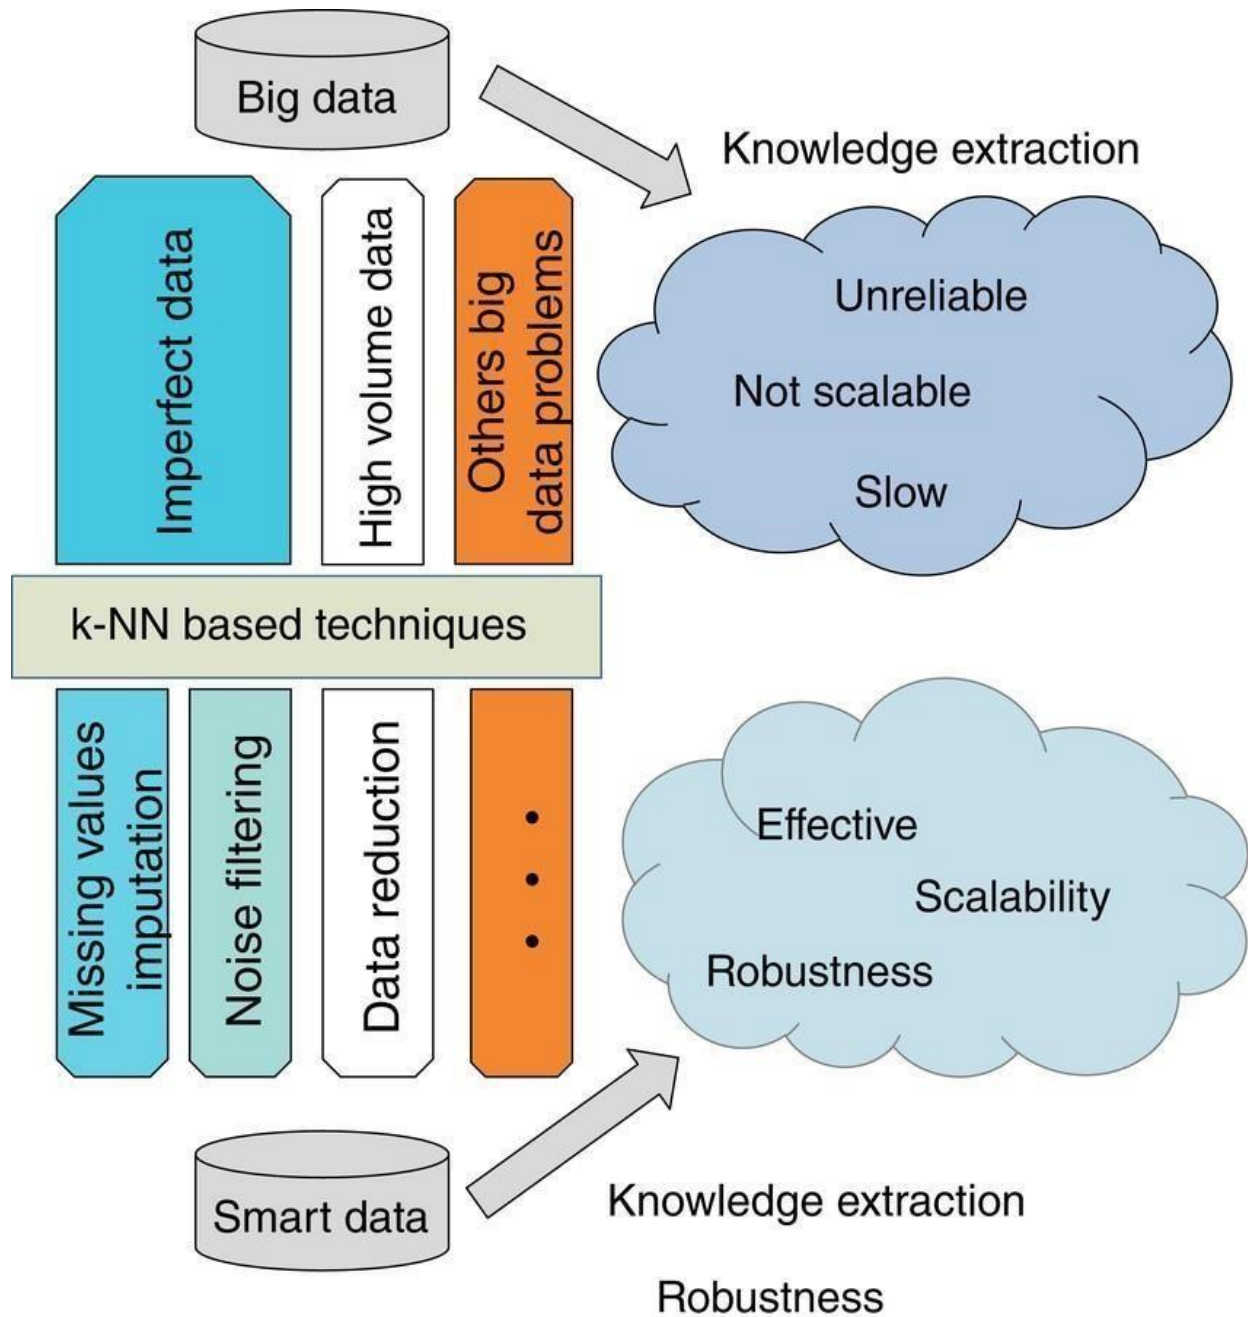 Big data
Knowledge extraction
Imperfect data
High volume data
Others big
data problems
Unreliable
Not scalable
Slow
k-NN based techniques
Missing values
imputation
Noise filtering
Data reduction
Effective
Scalability
Robustness
Smart data
Knowledge extraction
Robustness